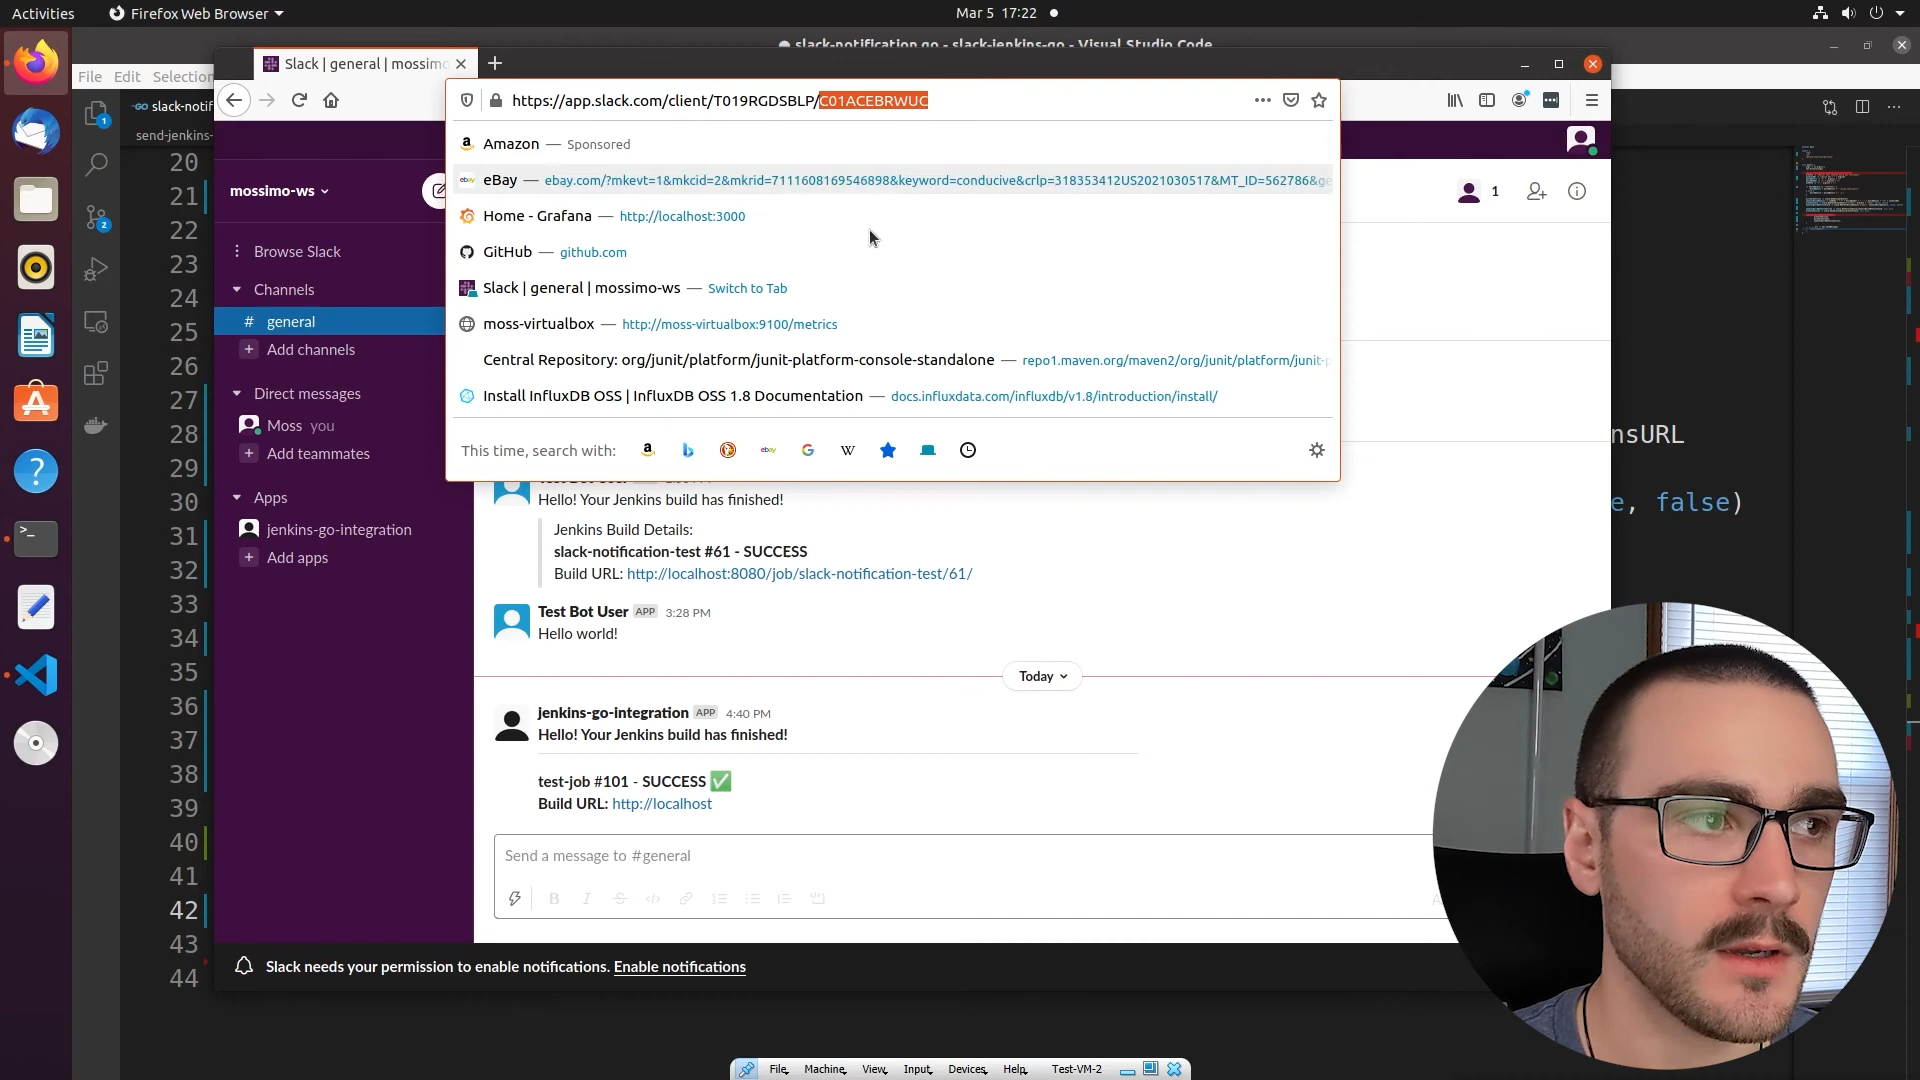 Activities
Firefox Web Browser
Mar 5 17:22
slack-notification.go - slack-jenkins-go - Visual Studio Code
Slack | general | mossimo
File Edit Selection
https://app.slack.com/client/T019RGDSBLP/C01ACEBRWUC
slack-notif
send-jenkins-
Amazon — Sponsored
eBay — ebay.com/?mkevt=1&mkcid=2&mkrid=7111608169546898&keyword=conducive&crlp=318353412US2021030517&MT_ID=562786&ge
Home - Grafana — http://localhost:3000
GitHub — github.com
Slack | general | mossimo-ws — Switch to Tab
moss-virtualbox — http://moss-virtualbox:9100/metrics
Central Repository: org/junit/platform/junit-platform-console-standalone — repo1.maven.org/maven2/org/junit/platform/junit-p
Install InfluxDB OSS | InfluxDB OSS 1.8 Documentation — docs.influxdata.com/influxdb/v1.8/introduction/install/
This time, search with:
mossimo-ws
1
Browse Slack
Channels
# general
+ Add channels
Direct messages
Moss you
+ Add teammates
Apps
jenkins-go-integration
+ Add apps
20
21
22
23
24
25
26
27
28
29
30
31
32
33
34
35
36
37
38
39
40
41
42
43
44
1
2
nsURL
e, false)
Hello! Your Jenkins build has finished!
Jenkins Build Details:
slack-notification-test #61 - SUCCESS
Build URL: http://localhost:8080/job/slack-notification-test/61/
Test Bot User APP 3:28 PM
Hello world!
Today
jenkins-go-integration APP 4:40 PM
Hello! Your Jenkins build has finished!
test-job #101 - SUCCESS
Build URL: http://localhost
Send a message to #general
Slack needs your permission to enable notifications. Enable notifications
File Machine View Input Devices Help Test-VM-2